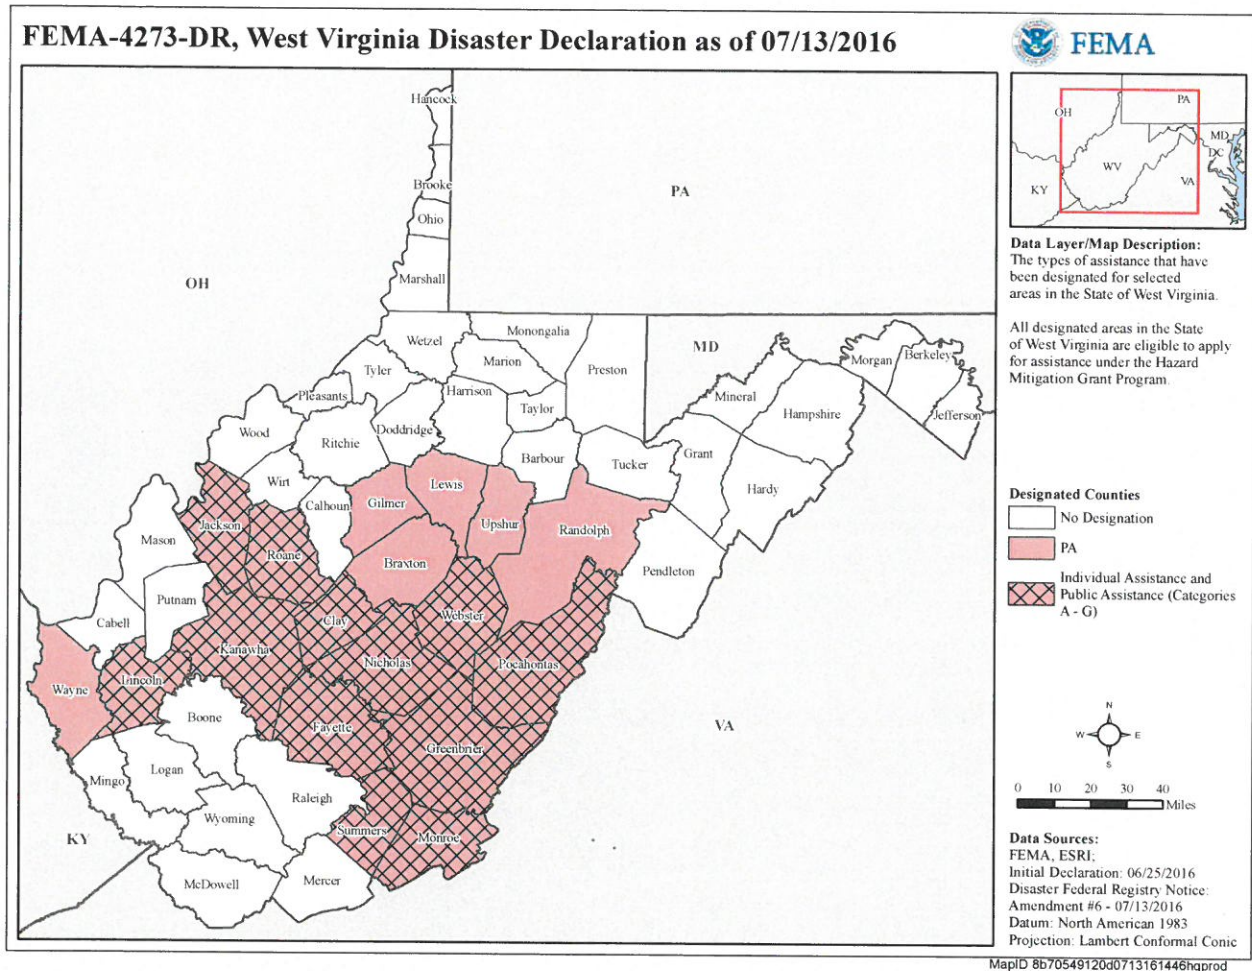 FEMA-4273-DR, West Virginia Disaster Declaration as of 07/13/2016
FEMA
OH
PA
MD
DC
WV
KY
VA
Data Layer/Map Description:
The types of assistance that have
been designated for selected
areas in the State of West Virginia.
All designated areas in the State
of West Virginia are eligible to apply
for assistance under the Hazard
Mitigation Grant Program.
Designated Counties
No Designation
PA
Individual Assistance and
Public Assistance (Categories
A - G)
N
W E
S
0 10 20 30 40
Miles
Data Sources:
FEMA, ESRI;
Initial Declaration: 06/25/2016
Disaster Federal Registry Notice:
Amendment #6 - 07/13/2016
Datum: North American 1983
Projection: Lambert Conformal Conic
MapID 8b70549120d0713161446hqprod
Hancock
Brooke
Ohio
Marshall
PA
OH
Wetzel
Monongalia
Marion
Preston
MD
Morgan
Berkeley
Jefferson
Tyler
Pleasants
Harrison
Taylor
Mineral
Hampshire
Wood
Ritchie
Doddridge
Barbour
Tucker
Grant
Hardy
Wirt
Calhoun
Gilmer
Lewis
Upshur
Randolph
Jackson
Roane
Braxton
Pendleton
Mason
Putnam
Cabell
Clay
Webster
Kanawha
Nicholas
Pocahontas
Wayne
Lincoln
Boone
Fayette
Greenbrier
VA
Mingo
Logan
Raleigh
Wyoming
Summers
Monroe
KY
McDowell
Mercer